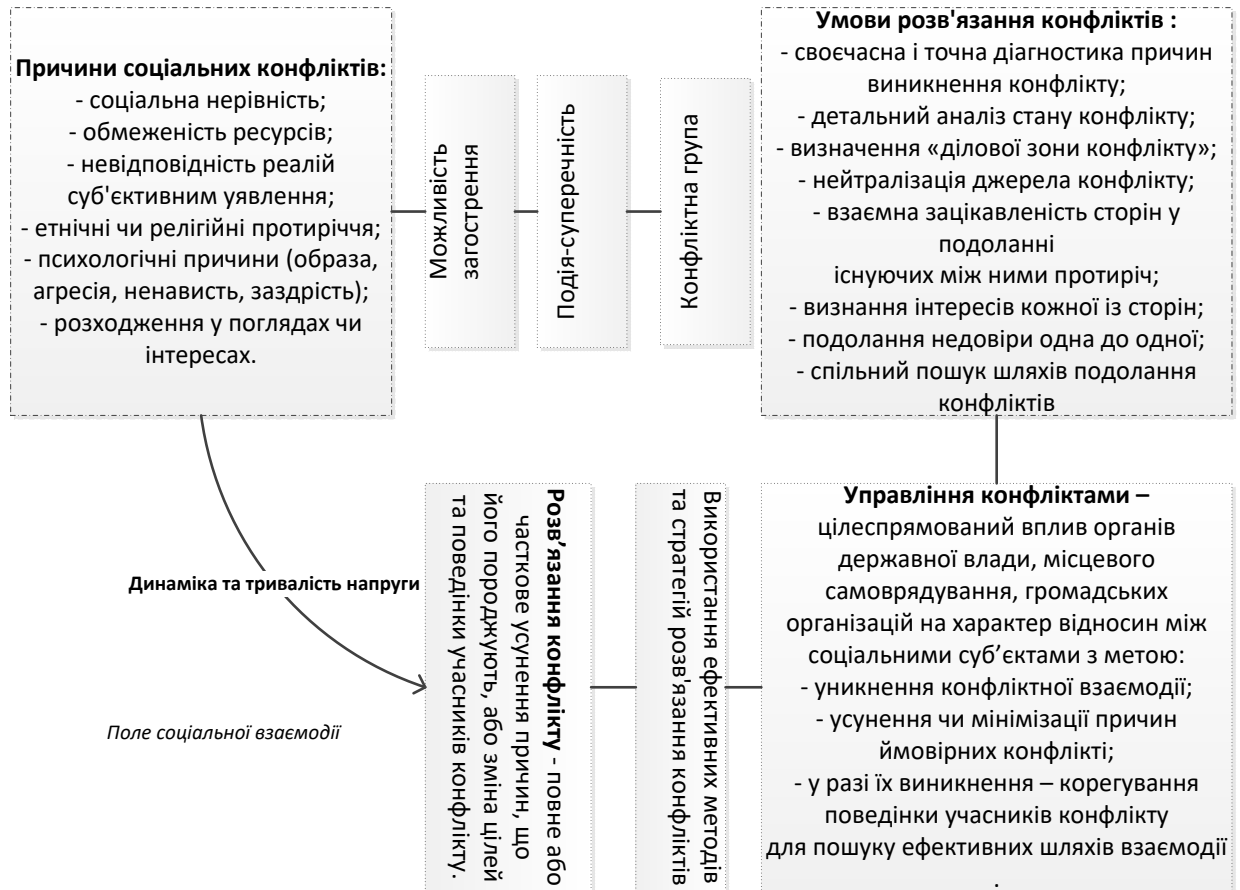 Причини соціальних конфліктів:
- соціальна нерівність;
- обмеженість ресурсів;
- невідповідність реалій
суб'єктивним уявлення;
- етнічні чи релігійні протиріччя;
- психологічні причини (образа,
агресія, ненависть, заздрість);
- розходження у поглядах чи
інтересах.
Можливість
загострення
Подія-суперечність
Конфліктна група
Умови розв'язання конфліктів :
- своєчасна і точна діагностика причин
виникнення конфлікту;
- детальний аналіз стану конфлікту;
- визначення «ділової зони конфлікту»;
- нейтралізація джерела конфлікту;
- взаємна зацікавленість сторін у
подоланні
існуючих між ними протиріч;
- визнання інтересів кожної із сторін;
- подолання недовіри одна до одної;
- спільний пошук шляхів подолання
конфліктів
Динаміка та тривалість напруги
Поле соціальної взаємодії
Розв’язання конфлікту - повне або
часткове усунення причин, що
його породжують, або зміна цілей
та поведінки учасників конфлікту.
Використання ефективних методів
та стратегій розв'язання конфліктів
Управління конфліктами –
цілеспрямований вплив органів
державної влади, місцевого
самоврядування, громадських
організацій на характер відносин між
соціальними суб’єктами з метою:
- уникнення конфліктної взаємодії;
- усунення чи мінімізації причин
ймовірних конфлікті;
- у разі їх виникнення – корегування
поведінки учасників конфлікту
для пошуку ефективних шляхів взаємодії
.